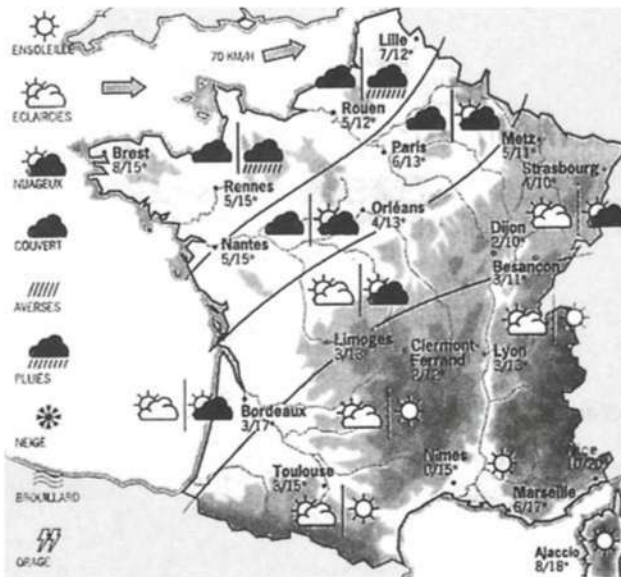 ENSOLEILLE
ECLAIRCIES
NUAGEUX
COUVERT
AVERSES
PLUIES
NEIGE
BROUILLARD
ORAGE
70 KM/H
Lille
7/12°
Rouen
5/12°
Paris
6/13°
Metz
5/11°
Strasbourg
4/10°
Brest
8/15°
Rennes
5/15°
Orléans
4/13°
Nantes
5/15°
Dijon
2/10°
Besançon
3/11°
Limoges
3/13°
Clermont-
Ferrand
Lyon
3/13°
Bordeaux
3/17°
Toulouse
3/15°
Nîmes
Nice
Marseille
6/17°
Ajaccio
8/18°